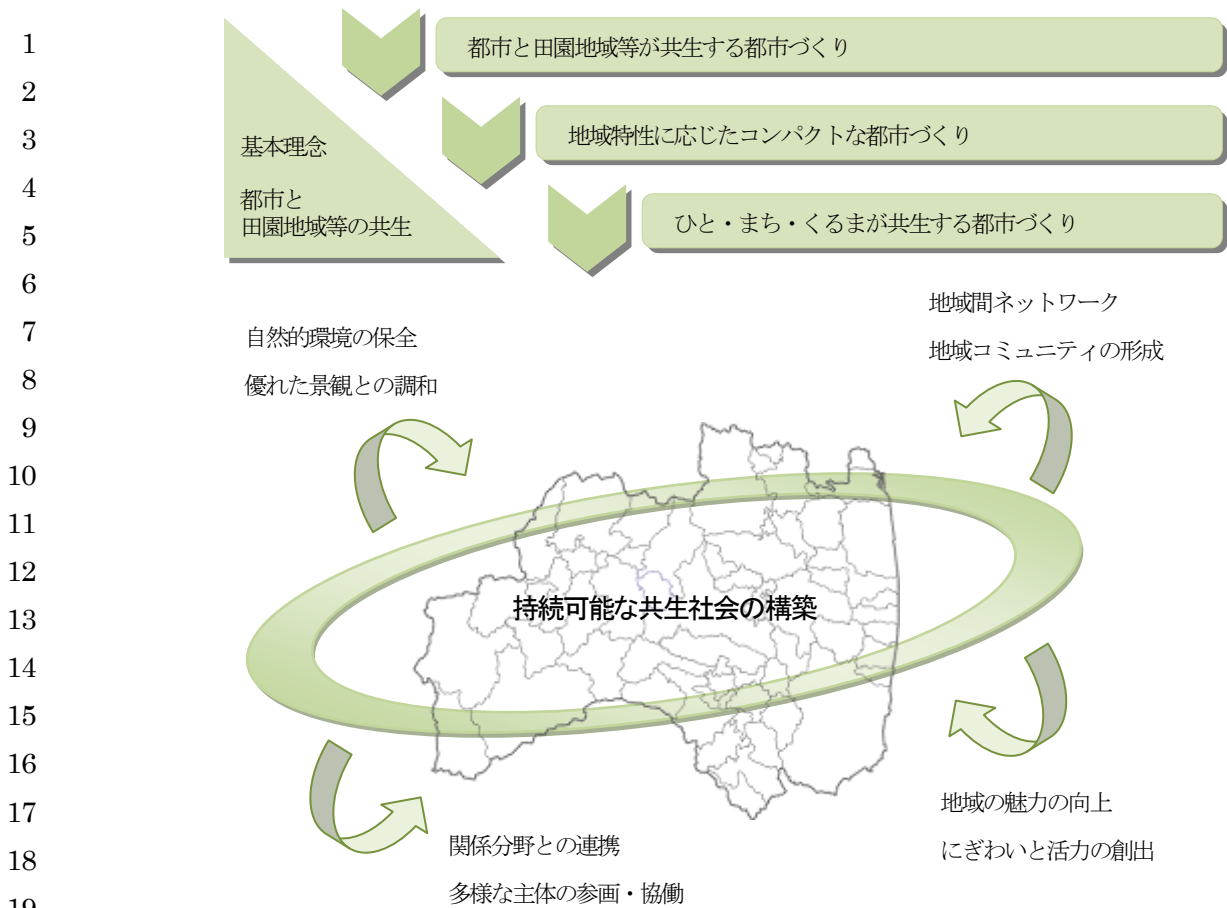 1
2
3
4
5
6
7
8
9
10
11
12
13
14
15
16
17
18
19
都市と田園地域等が共生する都市づくり
地域特性に応じたコンパクトな都市づくり
ひと・まち・くるまが共生する都市づくり
基本理念
都市と
田園地域等の共生
自然的環境の保全
優れた景観との調和
地域間ネットワーク
地域コミュニティの形成
持続可能な共生社会の構築
関係分野との連携
多様な主体の参画・協働
地域の魅力の向上
にぎわいと活力の創出